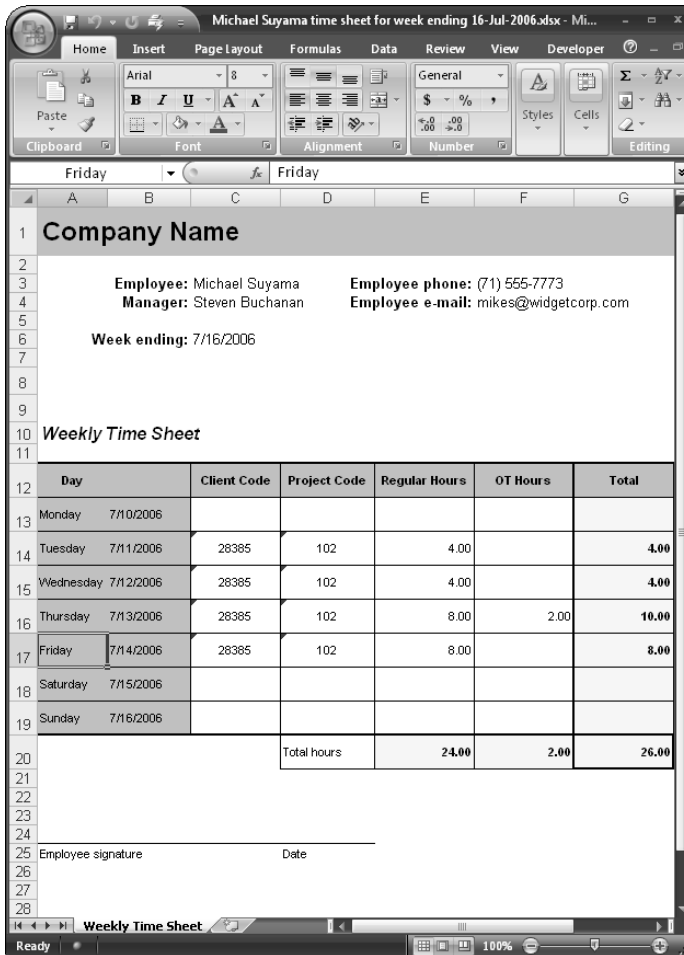 Michael Suyama time sheet for week ending 16-Jul-2006.xlsx - Mi...
Home Insert Page Layout Formulas Data Review View Developer
Arial 8 General
B I U A A $ % ,
Paste A Styles Cells Σ
.00 .00
Clipboard Font Alignment Number Editing
Friday fx Friday
A B C D E F G
1 Company Name
2
3 Employee: Michael Suyama Employee phone: (71) 555-7773
4 Manager: Steven Buchanan Employee e-mail: mikes@widgetcorp.com
5
6 Week ending: 7/16/2006
7
8
9
10 Weekly Time Sheet
11
12 Day Client Code Project Code Regular Hours OT Hours Total
13 Monday 7/10/2006
14 Tuesday 7/11/2006 28385 102 4.00 4.00
15 Wednesday 7/12/2006 28385 102 4.00 4.00
16 Thursday 7/13/2006 28385 102 8.00 2.00 10.00
17 Friday 7/14/2006 28385 102 8.00 8.00
18 Saturday 7/15/2006
19 Sunday 7/16/2006
20 Total hours 24.00 2.00 26.00
21
22
23
24
25 Employee signature Date
26
27
28
Weekly Time Sheet
Ready 100%